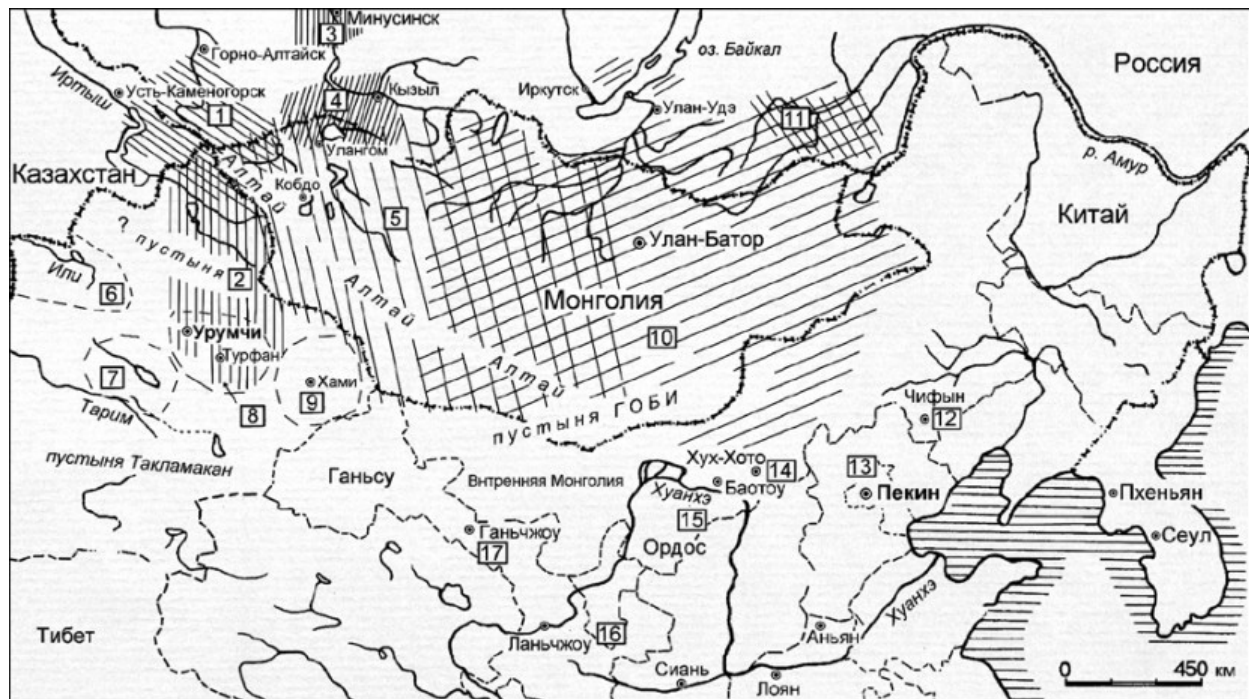 Минусинск
3
Горно-Алтайск
оз. Байкал
Россия
Иртыш
Усть-Каменогорск
4
Кызыл
Иркутск
Улан-Удэ
11
1
Улангом
р. Амур
Казахстан
Алтай
Кобдо
5
Китай
?
пустыня
Улан-Батор
Или
2
6
Алтай
Монголия
Урумчи
10
Турфан
7
Хами
Алтай
8
9
пустыня ГОБИ
Тарим
Чифын
12
пустыня Такламакан
Ганьсу
Хух-Хото
14
13
Внтренняя Монголия
Хуанхэ
Баотоу
Пекин
Пхеньян
15
Ганьчжоу
Ордос
Сеул
17
Хуанхэ
Тибет
Ланьчжоу
16
Аньян
Сиань
Лоян
0
450
км